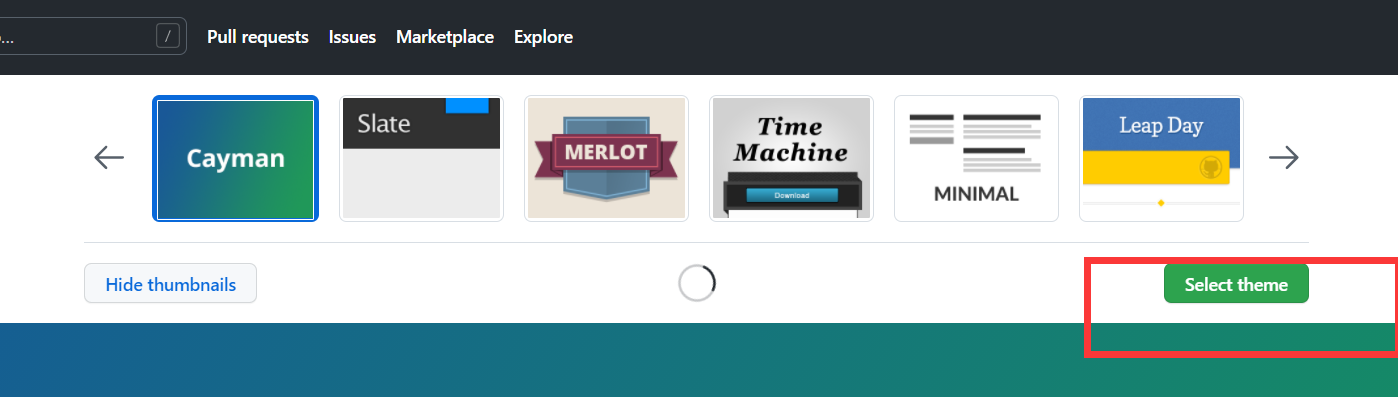 ... / Pull requests Issues Marketplace Explore
Cayman
Slate
MERLOT
Time
Machine
Download
MINIMAL
Leap Day
Hide thumbnails
Select theme